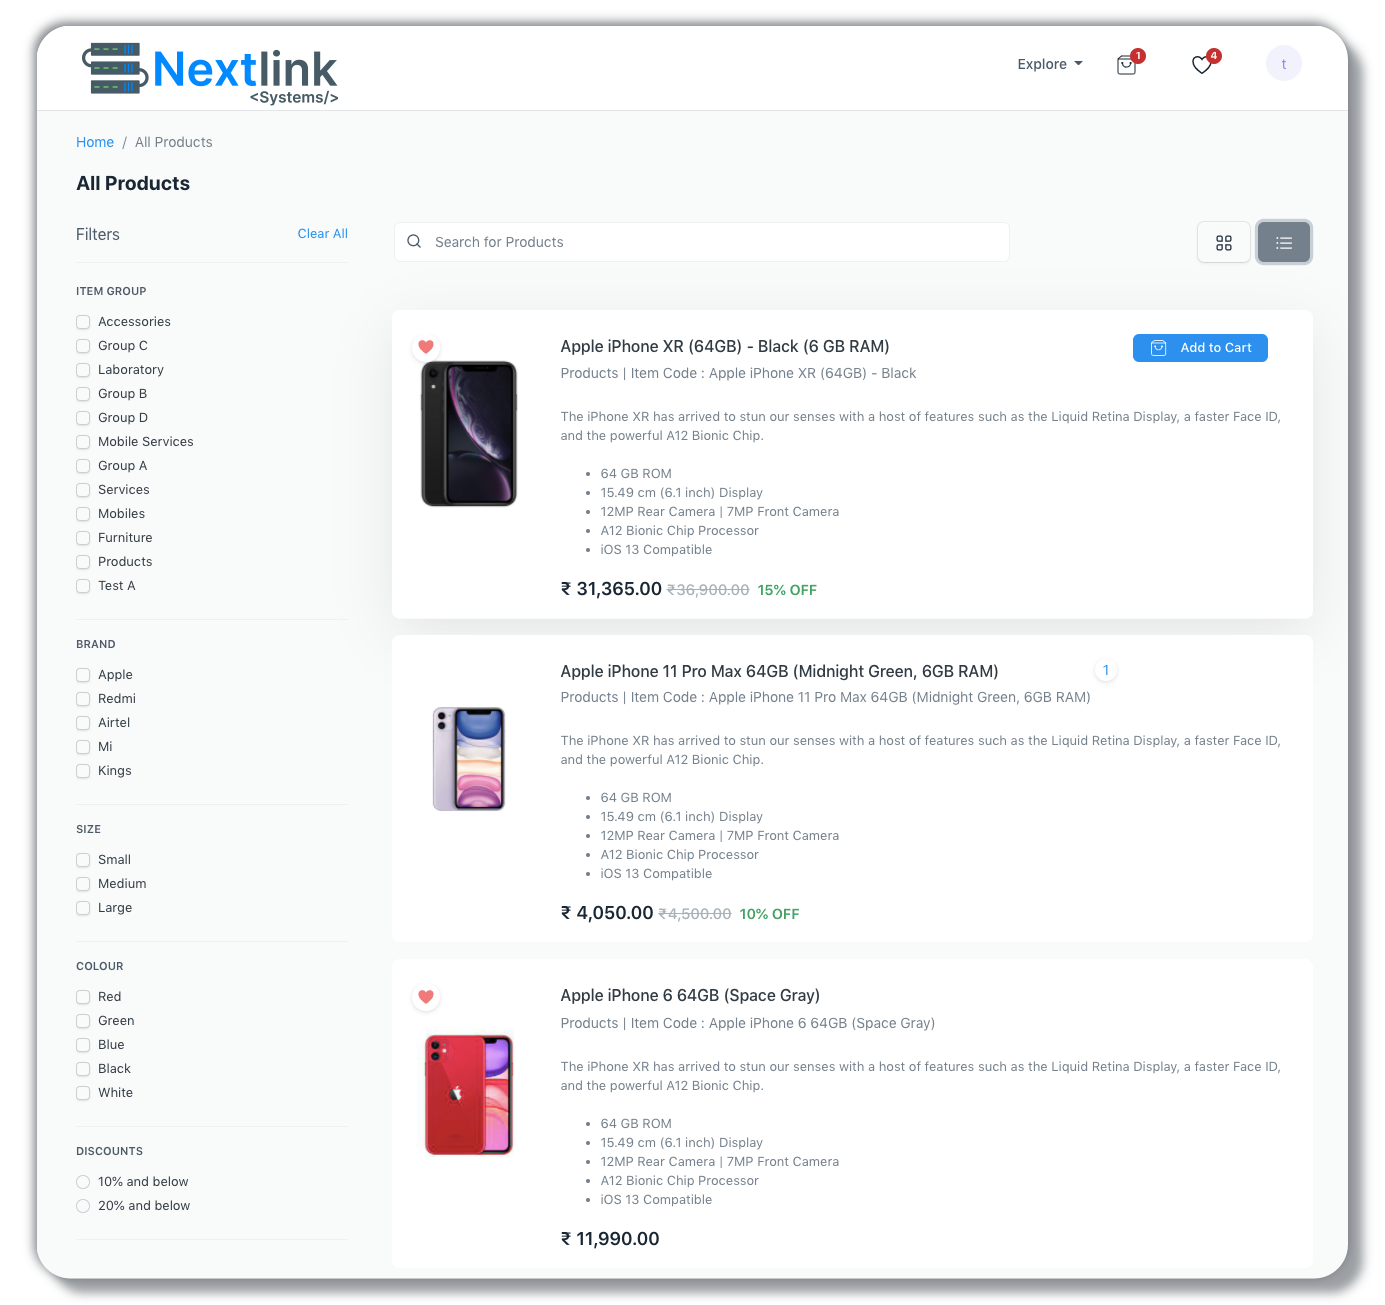 Nextlink
<Systems/>
Explore
1
4
t
Home / All Products
All Products
Filters
Clear All
Search for Products
ITEM GROUP
Accessories
Group C
Laboratory
Group B
Group D
Mobile Services
Group A
Services
Mobiles
Furniture
Products
Test A
BRAND
Apple
Redmi
Airtel
Mi
Kings
SIZE
Small
Medium
Large
COLOUR
Red
Green
Blue
Black
White
DISCOUNTS
10% and below
20% and below
Apple iPhone XR (64GB) - Black (6 GB RAM)
Add to Cart
Products | Item Code : Apple iPhone XR (64GB) - Black
The iPhone XR has arrived to stun our senses with a host of features such as the Liquid Retina Display, a faster Face ID,
and the powerful A12 Bionic Chip.
• 64 GB ROM
• 15.49 cm (6.1 inch) Display
• 12MP Rear Camera | 7MP Front Camera
• A12 Bionic Chip Processor
• iOS 13 Compatible
₹ 31,365.00 ₹36,900.00 15% OFF
Apple iPhone 11 Pro Max 64GB (Midnight Green, 6GB RAM)
1
Products | Item Code : Apple iPhone 11 Pro Max 64GB (Midnight Green, 6GB RAM)
The iPhone XR has arrived to stun our senses with a host of features such as the Liquid Retina Display, a faster Face ID,
and the powerful A12 Bionic Chip.
• 64 GB ROM
• 15.49 cm (6.1 inch) Display
• 12MP Rear Camera | 7MP Front Camera
• A12 Bionic Chip Processor
• iOS 13 Compatible
₹ 4,050.00 ₹4,500.00 10% OFF
Apple iPhone 6 64GB (Space Gray)
Products | Item Code : Apple iPhone 6 64GB (Space Gray)
The iPhone XR has arrived to stun our senses with a host of features such as the Liquid Retina Display, a faster Face ID,
and the powerful A12 Bionic Chip.
• 64 GB ROM
• 15.49 cm (6.1 inch) Display
• 12MP Rear Camera | 7MP Front Camera
• A12 Bionic Chip Processor
• iOS 13 Compatible
₹ 11,990.00